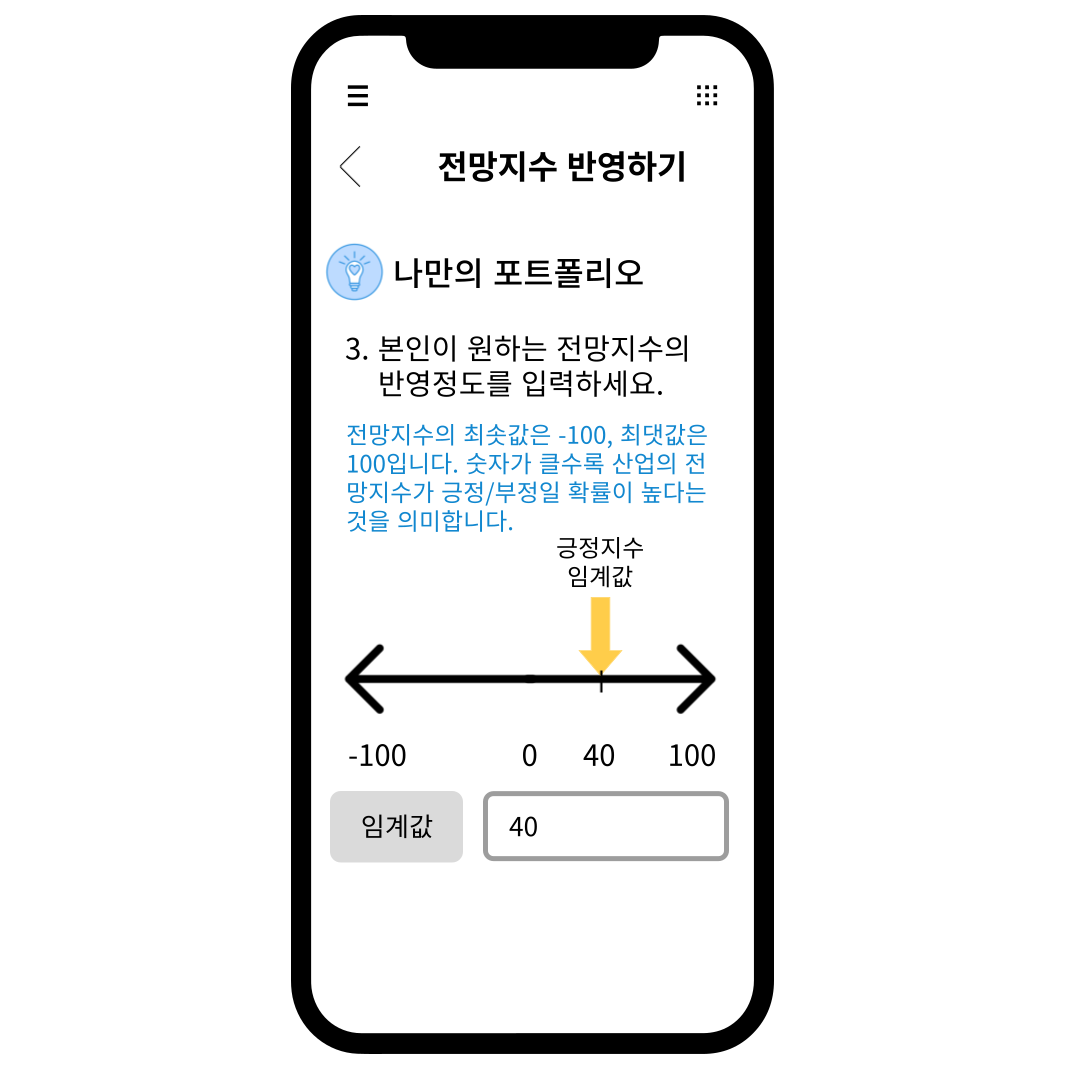 전망지수 반영하기
나만의 포트폴리오
3. 본인이 원하는 전망지수의
반영정도를 입력하세요.
전망지수의 최솟값은 -100, 최댓값은
100입니다. 숫자가 클수록 산업의 전
망지수가 긍정/부정일 확률이 높다는
것을 의미합니다.
긍정지수
임계값
-100 0 40 100
임계값 40